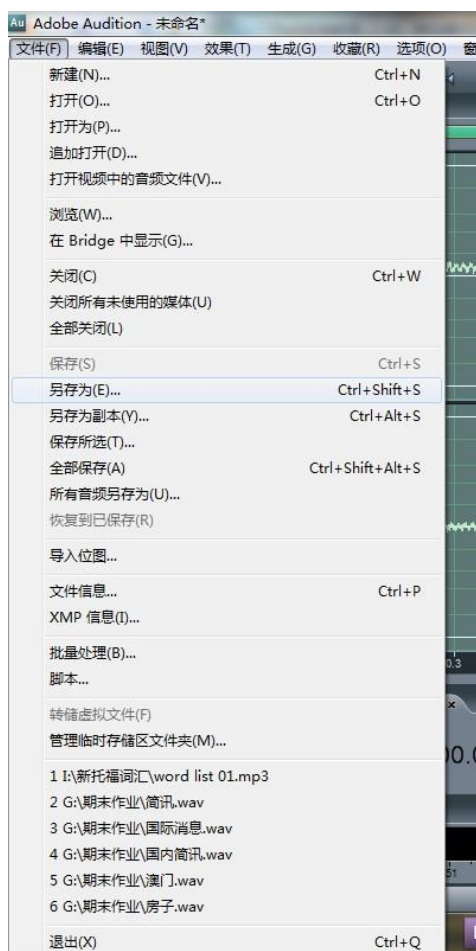 Au Adobe Audition - 未命名*
文件(F) 编辑(E) 视图(V) 效果(T) 生成(G) 收藏(R) 选项(O) 窗
新建(N)... Ctrl+N
打开(O)... Ctrl+O
打开为(P)...
追加打开(D)...
打开视频中的音频文件(V)...
浏览(W)...
在 Bridge 中显示(G)...
关闭(C) Ctrl+W
关闭所有未使用的媒体(U)
全部关闭(L)
保存(S) Ctrl+S
另存为(E)... Ctrl+Shift+S
另存为副本(Y)... Ctrl+Alt+S
保存所选(T)...
全部保存(A) Ctrl+Shift+Alt+S
所有音频另存为(U)...
恢复到已保存(R)
导入位图...
文件信息... Ctrl+P
XMP 信息(I)...
批量处理(B)...
0.3
脚本...
转储虚拟文件(F)
管理临时存储区文件夹(M)...
1 I:\新托福词汇\word list 01.mp3
2 G:\期末作业\简讯.wav
3 G:\期末作业\国际消息.wav
4 G:\期末作业\国内简讯.wav
5 G:\期末作业\澳门.wav
6 G:\期末作业\房子.wav
退出(X) Ctrl+Q